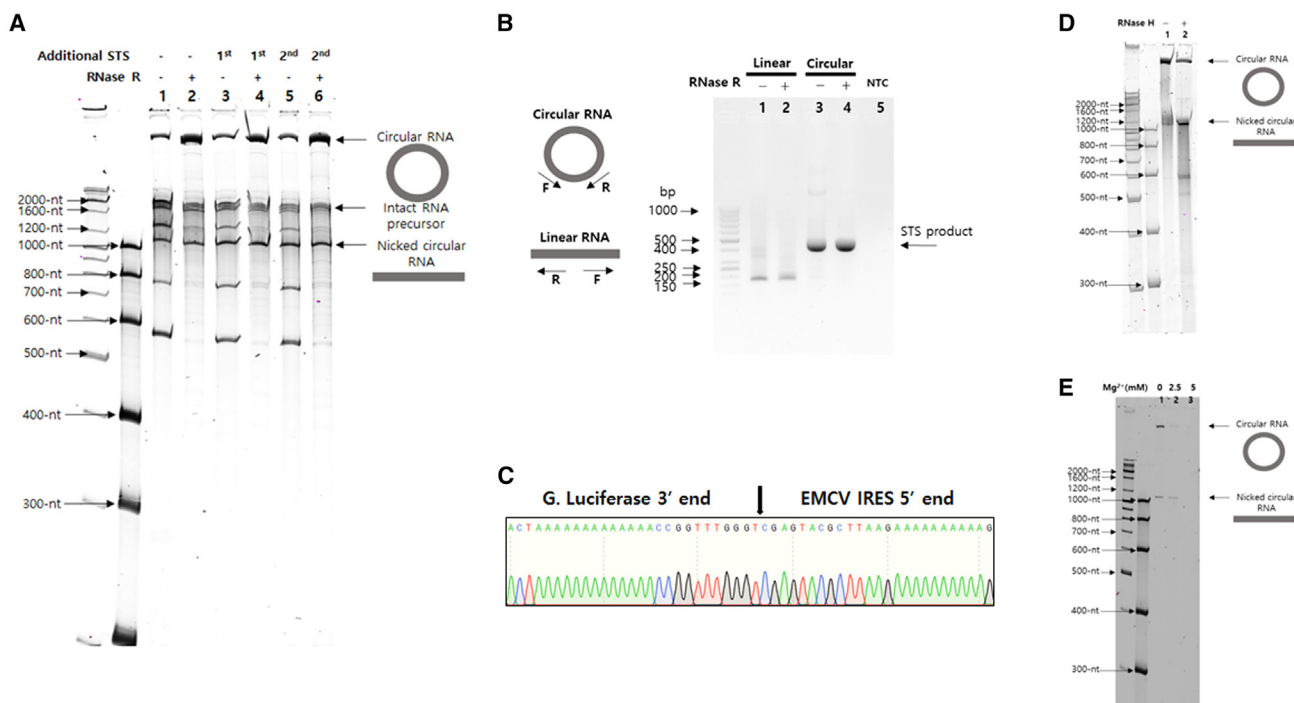 A
Additional STS - - 1st 1st 2nd 2nd
RNase R - + - + - +
1 2 3 4 5 6
Circular RNA
2000-nt
1600-nt
Intact RNA
precursor
1200-nt
1000-nt
Nicked circular
RNA
800-nt
700-nt
600-nt
500-nt
400-nt
300-nt
B
Linear Circular
RNase R - + - + NTC
1 2 3 4 5
Circular RNA
F R
Linear RNA
R F
bp
1000
500
400
250
200
150
STS product
C
G. Luciferase 3' end EMCV IRES 5' end
ACTAAAAAAAAAAAAAACCGGTTTGGGTCGAGTACGCTTAAGAAAAAAAAAG
D
RNase H - +
1 2
Circular RNA
2000-nt
1600-nt
1200-nt
1000-nt
Nicked circular
RNA
800-nt
700-nt
600-nt
500-nt
400-nt
300-nt
E
Mg2+(mM) 0 2.5 5
1 2 3
Circular RNA
2000-nt
1600-nt
1200-nt
1000-nt
Nicked circular
RNA
800-nt
700-nt
600-nt
500-nt
400-nt
300-nt